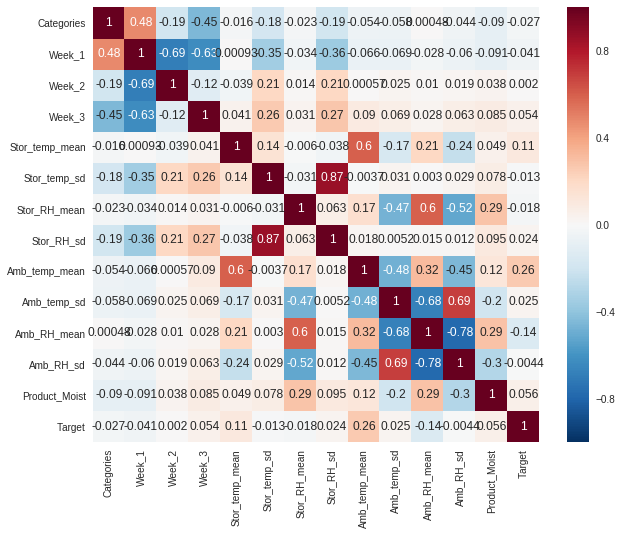 Categories 1 0.48 -0.19 -0.45 -0.016 -0.18 -0.023 -0.19 -0.054 -0.058 0.00048 -0.044 -0.09 -0.027
Week_1 0.48 1 -0.69 -0.63 0.00093 -0.35 -0.034 -0.36 -0.066 -0.069 -0.028 -0.06 -0.091 -0.041
Week_2 -0.19 -0.69 1 -0.12 -0.039 0.21 0.014 0.21 0.00057 0.025 0.01 0.019 0.038 0.002
Week_3 -0.45 -0.63 -0.12 1 0.041 0.26 0.031 0.27 0.09 0.069 0.028 0.063 0.085 0.054
Stor_temp_mean -0.016 0.00093 -0.039 0.041 1 0.14 -0.006 -0.038 0.6 -0.17 0.21 -0.24 0.049 0.11
Stor_temp_sd -0.18 -0.35 0.21 0.26 0.14 1 -0.031 0.87 -0.0037 0.031 0.003 0.029 0.078 -0.013
Stor_RH_mean -0.023 -0.034 0.014 0.031 -0.006 -0.031 1 0.063 0.17 -0.47 0.6 -0.52 0.29 -0.018
Stor_RH_sd -0.19 -0.36 0.21 0.27 -0.038 0.87 0.063 1 0.018 0.0052 0.015 0.012 0.095 0.024
Amb_temp_mean -0.054 -0.066 0.00057 0.09 0.6 -0.0037 0.17 0.018 1 -0.48 0.32 -0.45 0.12 0.26
Amb_temp_sd -0.058 -0.069 0.025 0.069 -0.17 0.031 -0.47 0.0052 -0.48 1 -0.68 0.69 -0.2 0.025
Amb_RH_mean 0.00048 -0.028 0.01 0.028 0.21 0.003 0.6 0.015 0.32 -0.68 1 -0.78 0.29 -0.14
Amb_RH_sd -0.044 -0.06 0.019 0.063 -0.24 0.029 -0.52 0.012 -0.45 0.69 -0.78 1 -0.3 -0.0044
Product_Moist -0.09 -0.091 0.038 0.085 0.049 0.078 0.29 0.095 0.12 -0.2 0.29 -0.3 1 0.056
Target -0.027 -0.041 0.002 0.054 0.11 -0.013 -0.018 0.024 0.26 0.025 -0.14 -0.0044 0.056 1
Categories
Week_1
Week_2
Week_3
Stor_temp_mean
Stor_temp_sd
Stor_RH_mean
Stor_RH_sd
Amb_temp_mean
Amb_temp_sd
Amb_RH_mean
Amb_RH_sd
Product_Moist
Target
0.8
0.4
0.0
-0.4
-0.8